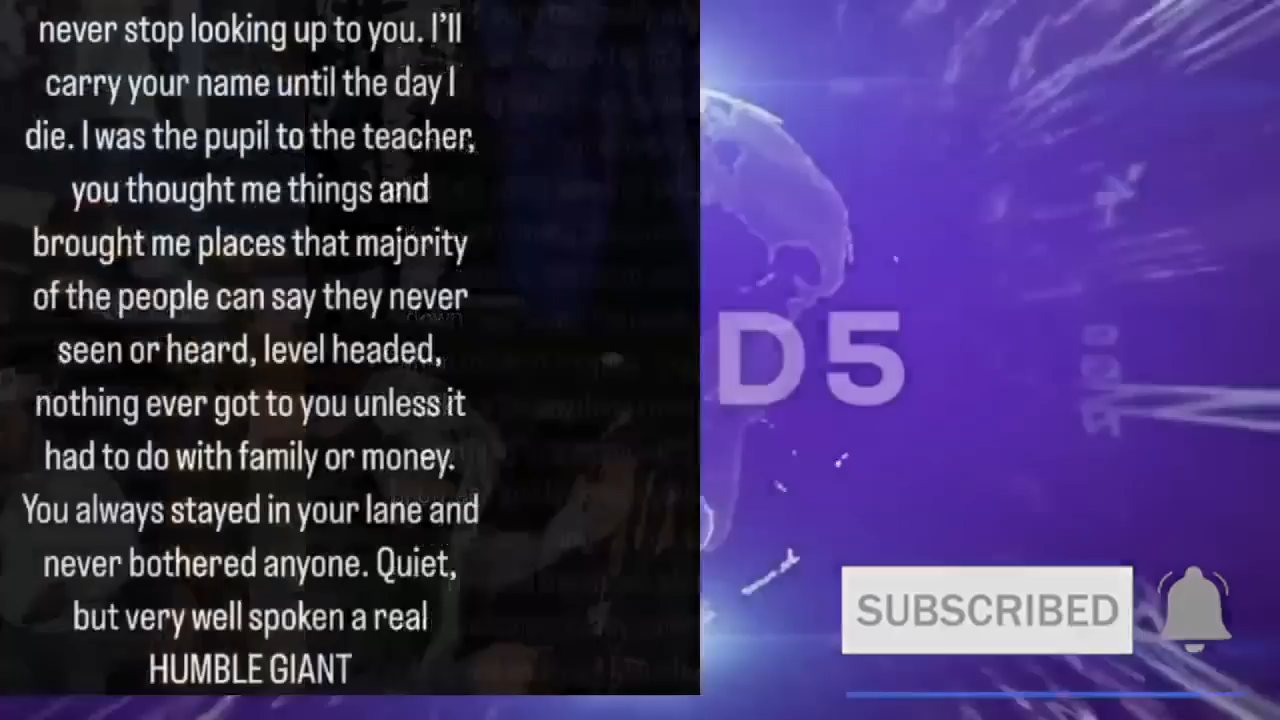 never stop looking up to you. I'll
carry your name until the day I
die. I was the pupil to the teacher,
you thought me things and
brought me places that majority
of the people can say they never
seen or heard, level headed,
nothing ever got to you unless it
had to do with family or money.
You always stayed in your lane and
never bothered anyone. Quiet,
but very well spoken a real
HUMBLE GIANT
D5
SUBSCRIBED